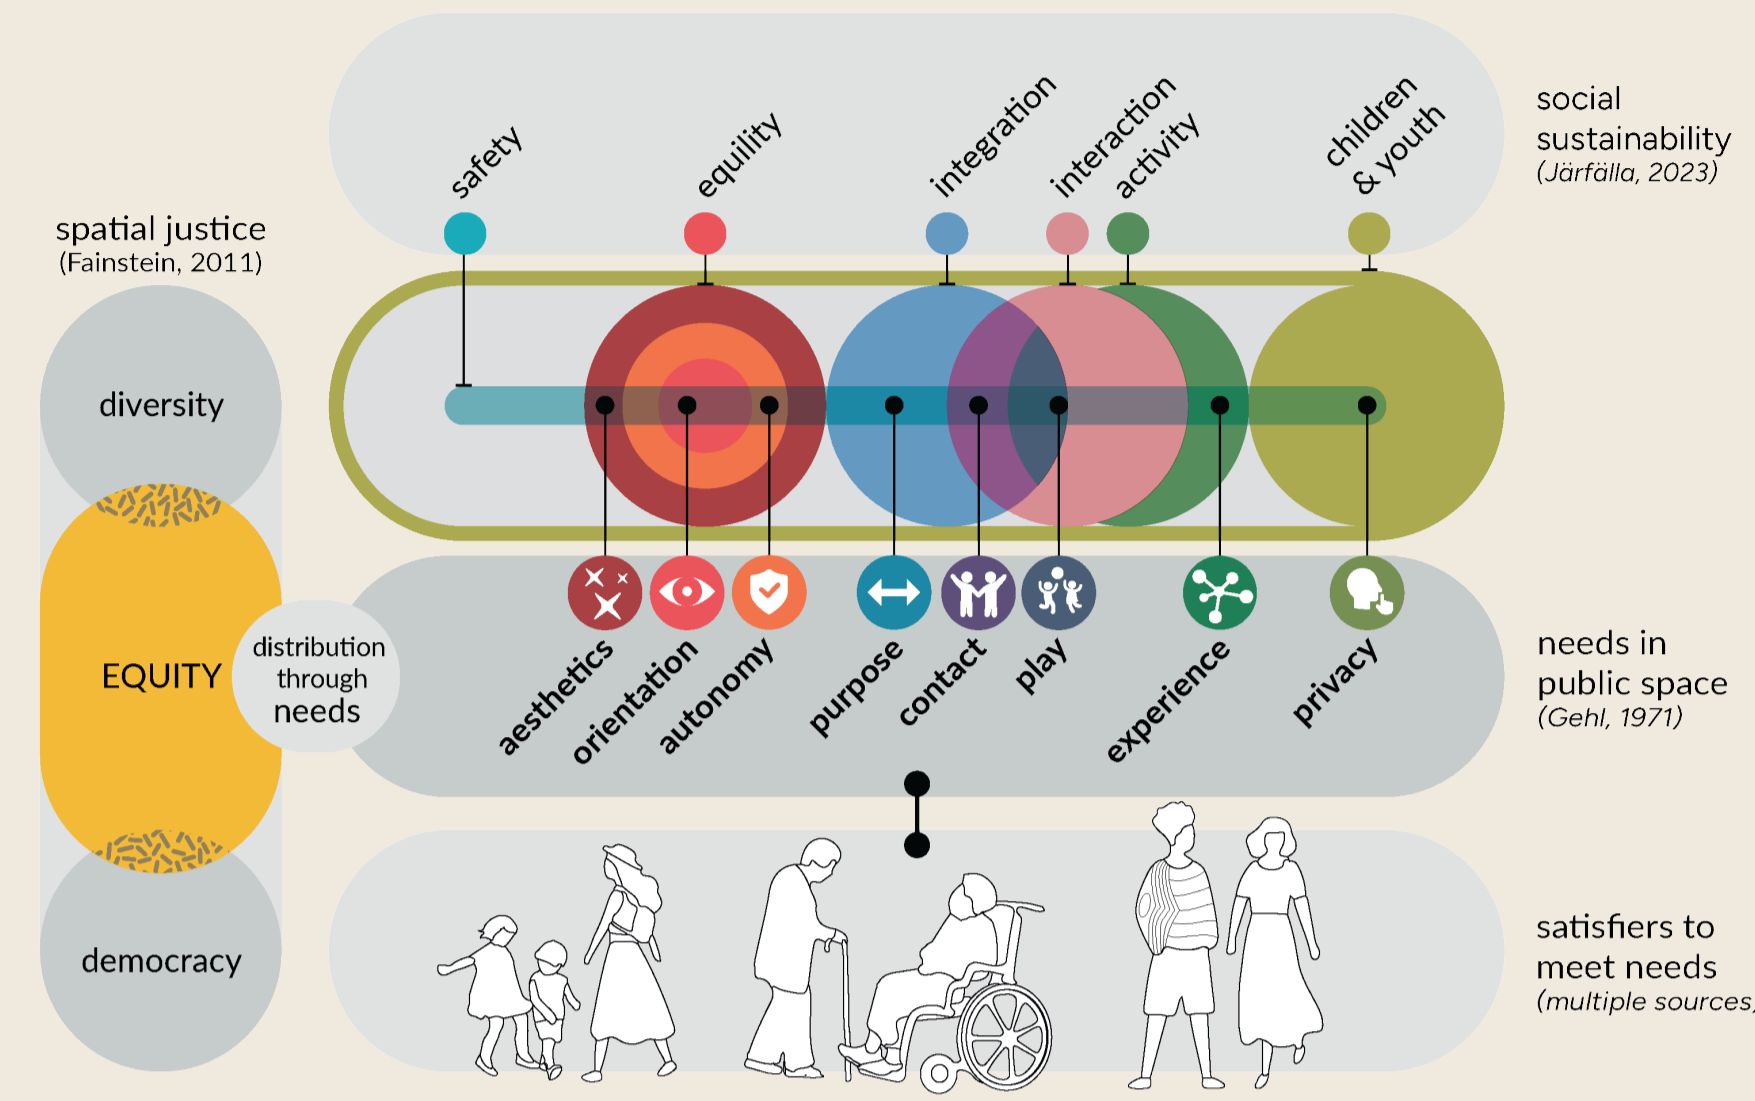 safety
equility
integration
interaction
activity
children
& youth
social
sustainability
(Järfälla, 2023)
spatial justice
(Fainstein, 2011)
diversity
EQUITY
democracy
distribution
through
needs
aesthetics
orientation
autonomy
purpose
contact
play
experience
privacy
needs in
public space
(Gehl, 1971)
satisfiers to
meet needs
(multiple sources)